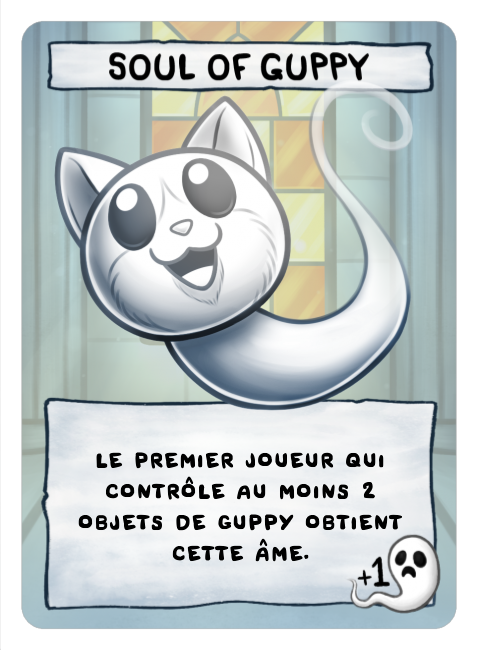 SOUL OF GUPPY
LE PREMIER JOUEUR QUI
CONTRÔLE AU MOINS 2
OBJETS DE GUPPY OBTIENT
CETTE ÂME.
+1